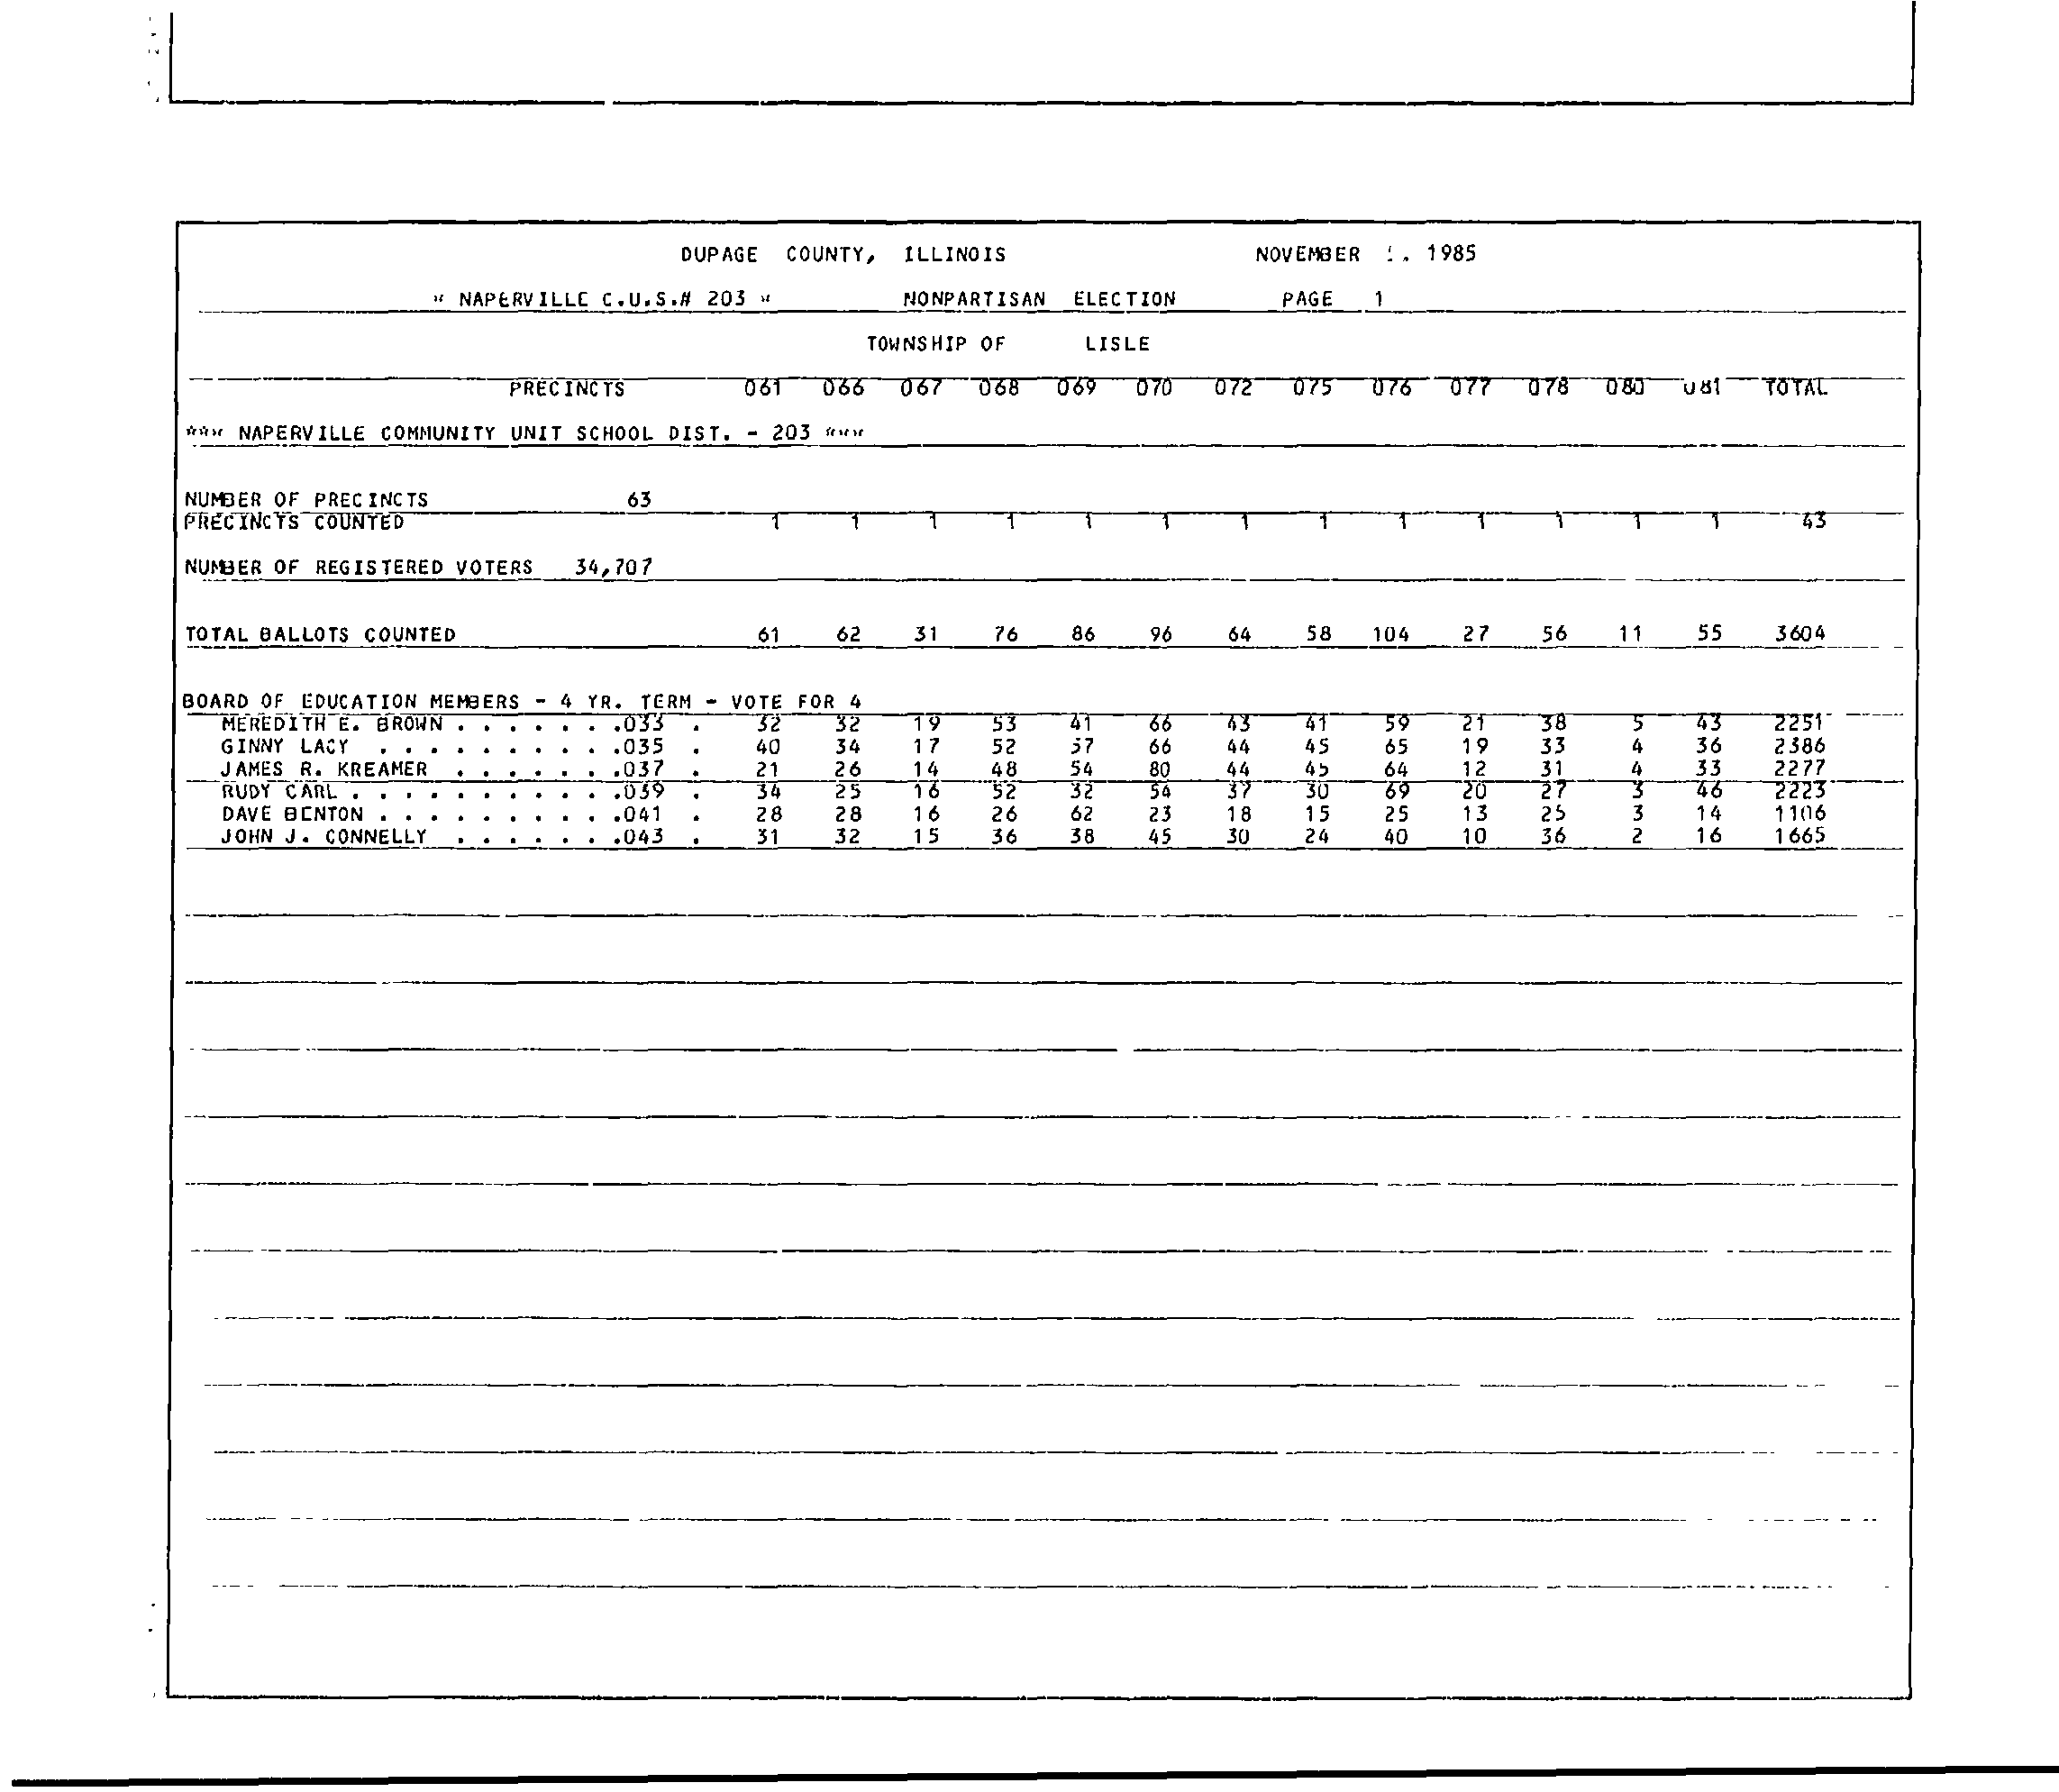 DUPAGE COUNTY, ILLINOIS NOVEMBER 1985
" NAPERVILLE C.U.S.# 203 " NONPARTISAN ELECTION PAGE 1
TOWNSHIP OF LISLE
PRECINCTS 061 066 067 068 069 070 072 075 076 077 078 080 081 TOTAL
*** NAPERVILLE COMMUNITY UNIT SCHOOL DIST. - 203 ***
NUMBER OF PRECINCTS 63
PRECINCTS COUNTED 1 1 1 1 1 1 1 1 1 1 1 1 1 43
NUMBER OF REGISTERED VOTERS 34,707
TOTAL BALLOTS COUNTED 61 62 31 76 86 96 64 58 104 27 56 11 55 3604
BOARD OF EDUCATION MEMBERS - 4 YR. TERM - VOTE FOR 4
MEREDITH E. BROWN . . . . . . .033 . 32 32 19 53 41 66 43 41 59 21 38 5 43 2251
GINNY LACY . . . . . . . . . .035 . 40 34 17 52 57 66 44 45 65 19 33 4 36 2386
JAMES R. KREAMER . . . . . . .037 . 21 26 14 48 54 80 44 45 64 12 31 4 33 2277
RUDY CARL . . . . . . . . . . .039 . 34 25 16 52 32 54 37 30 69 20 27 3 46 2223
DAVE BENTON . . . . . . . . . .041 . 28 28 16 26 62 23 18 15 25 13 25 3 14 1106
JOHN J. CONNELLY . . . . . . .043 . 31 32 15 36 38 45 30 24 40 10 36 2 16 1665